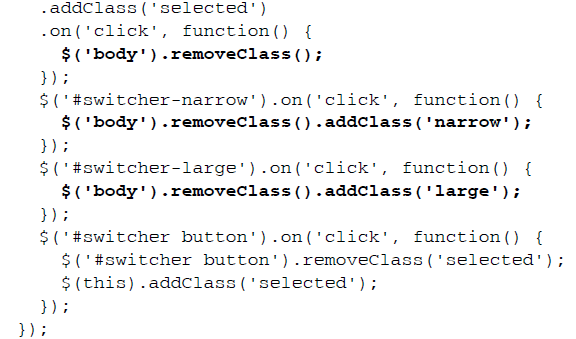 .addClass('selected')
.on('click', function() {
$('body').removeClass();
});
$('#switcher-narrow').on('click', function() {
$('body').removeClass().addClass('narrow');
});
$('#switcher-large').on('click', function() {
$('body').removeClass().addClass('large');
});
$('#switcher button').on('click', function() {
$('#switcher button').removeClass('selected');
$(this).addClass('selected');
});
});